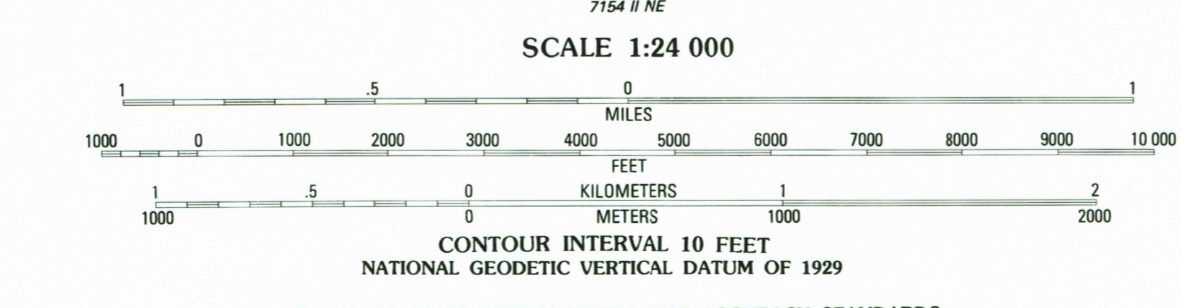 7154 II NE
SCALE 1:24 000
1 .5 0 1
MILES
1000 0 1000 2000 3000 4000 5000 6000 7000 8000 9000 10 000
FEET
1 .5 0 KILOMETERS 1 2
1000 0 METERS 1000 2000
CONTOUR INTERVAL 10 FEET
NATIONAL GEODETIC VERTICAL DATUM OF 1929